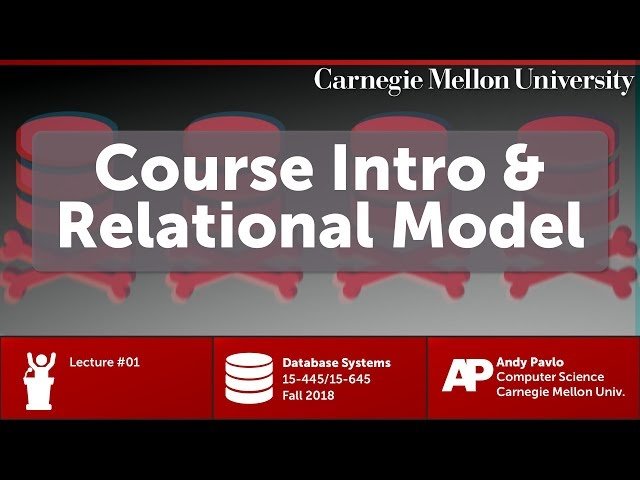 Carnegie Mellon University
Course Intro &
Relational Model
Lecture #01
Database Systems
15-445/15-645
Fall 2018
AP
Andy Pavlo
Computer Science
Carnegie Mellon Univ.